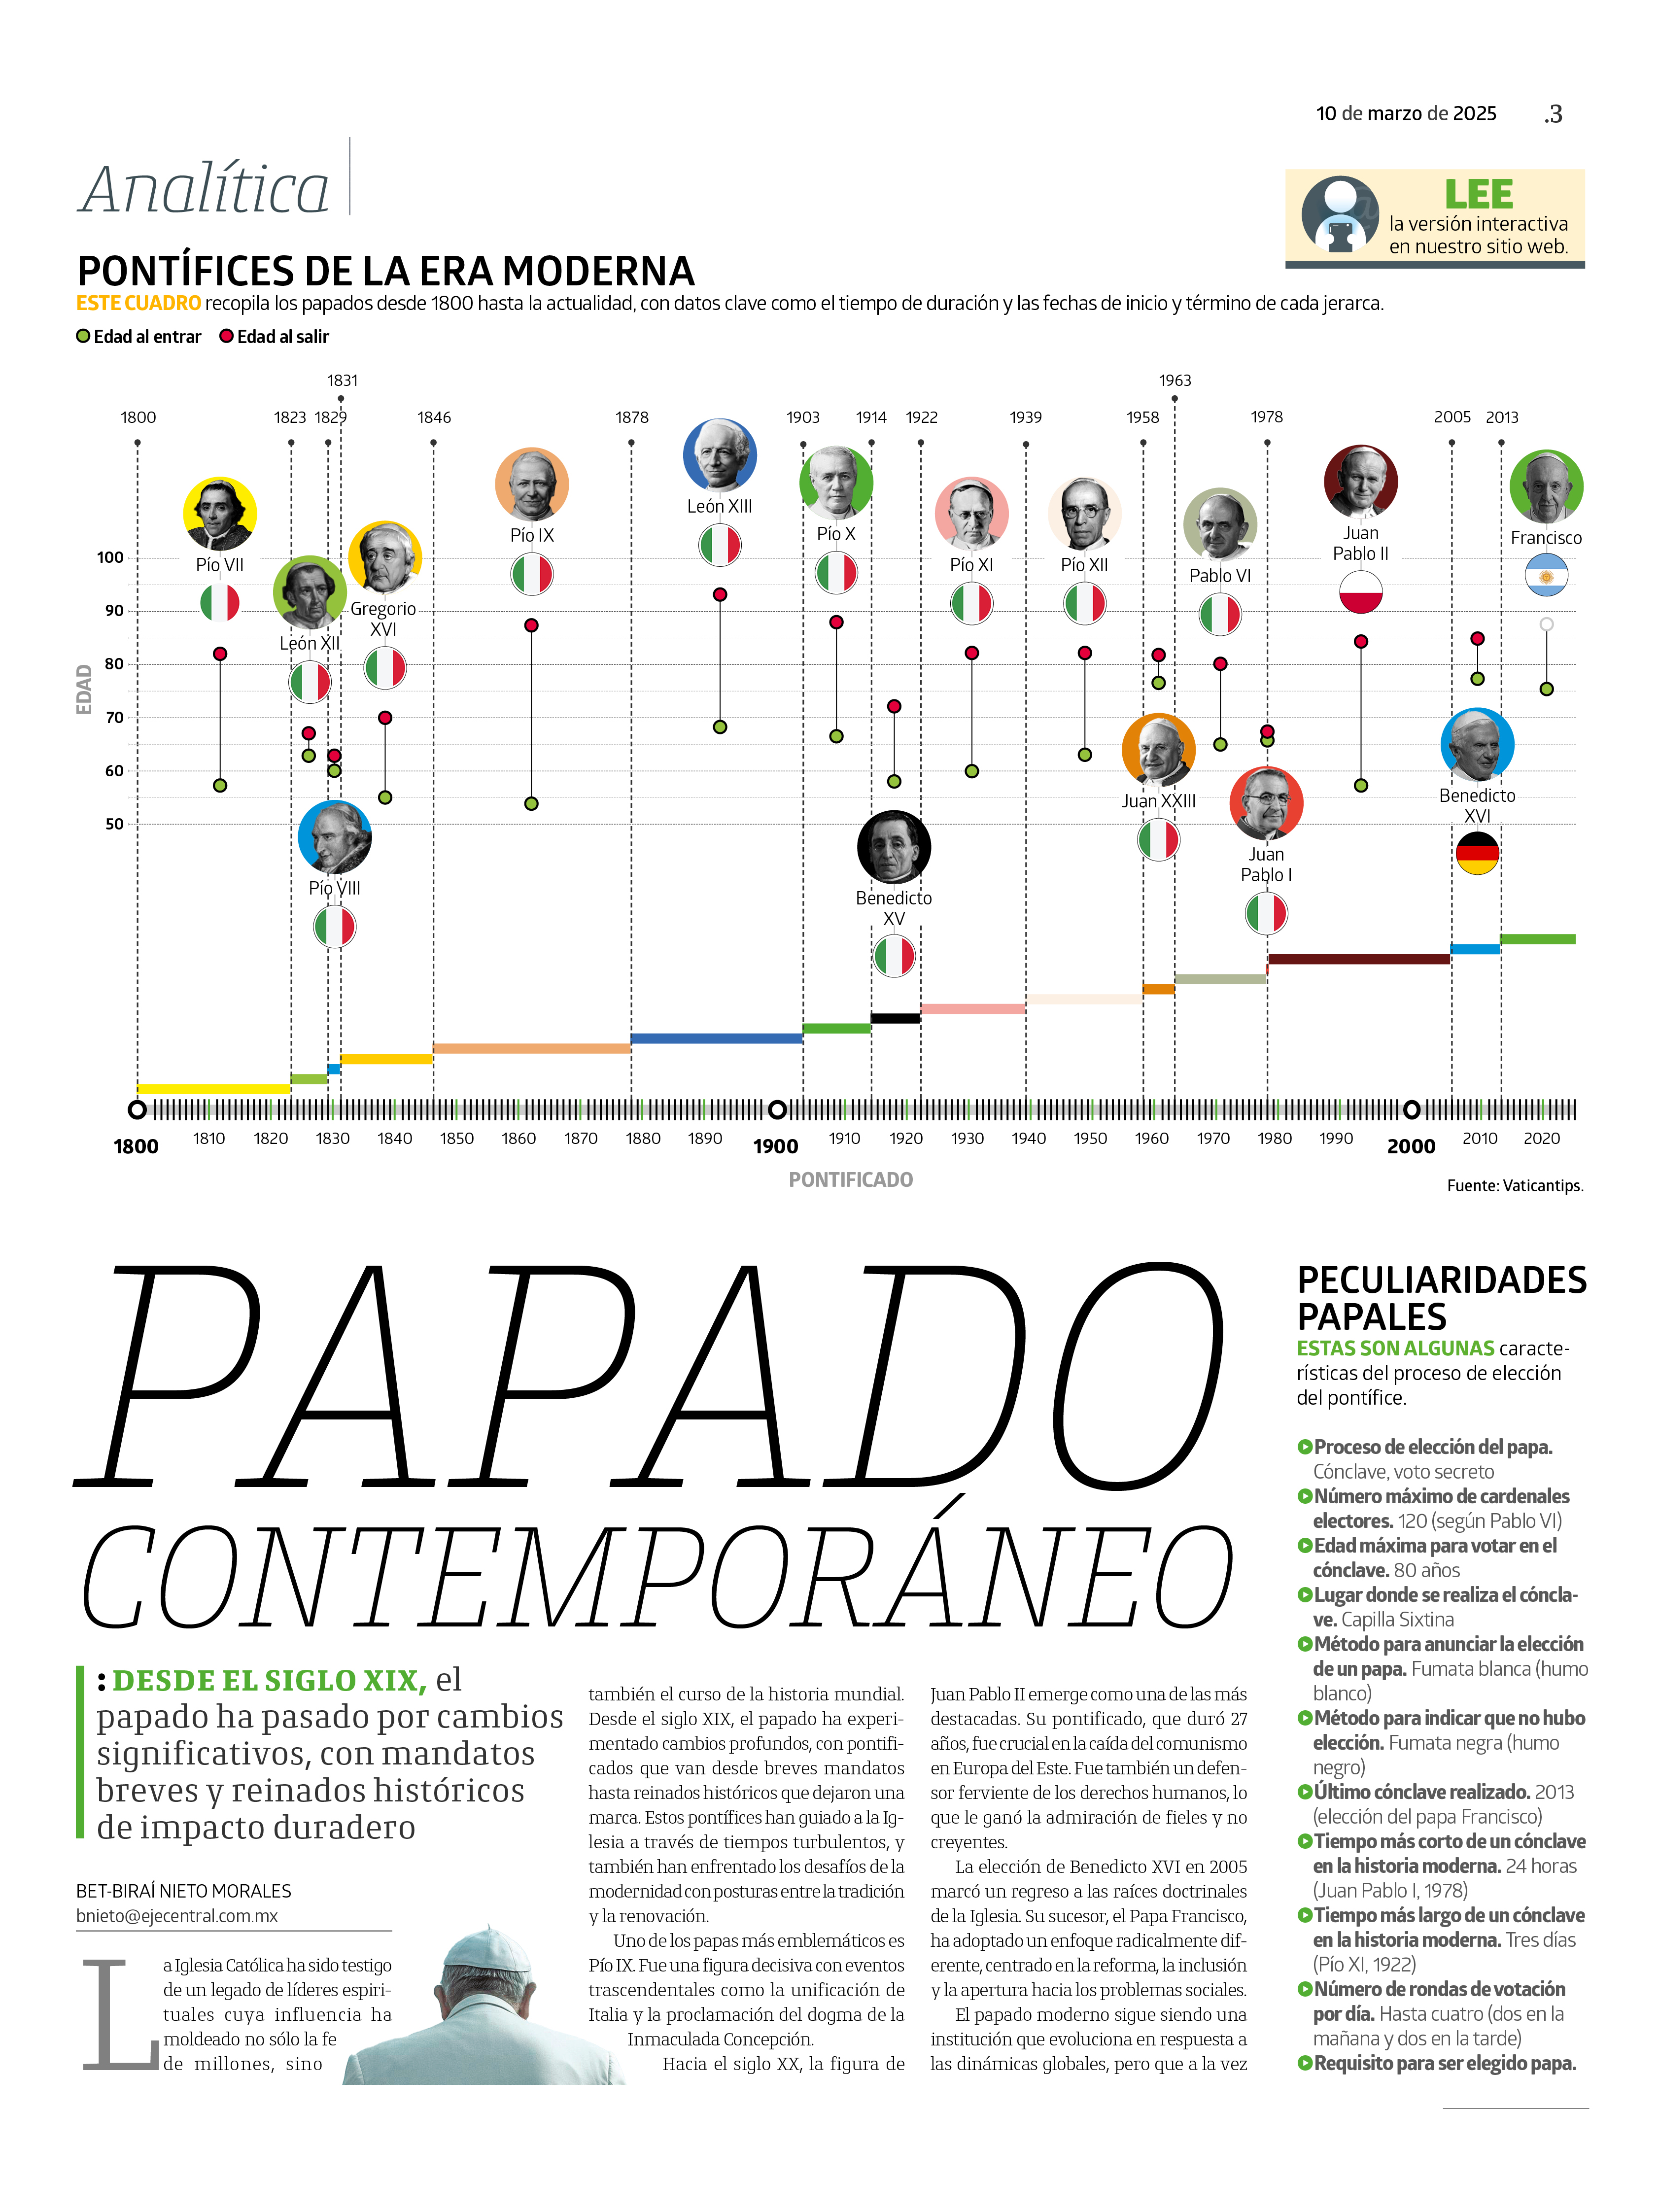 10 de marzo de 2025 .3
Analítica
LEE
la versión interactiva
en nuestro sitio web.
PONTÍFICES DE LA ERA MODERNA
ESTE CUADRO recopila los papados desde 1800 hasta la actualidad, con datos clave como el tiempo de duración y las fechas de inicio y término de cada jerarca.
Edad al entrar Edad al salir
1831 1963
1800 1823 1829 1846 1878 1903 1914 1922 1939 1958 1978 2005 2013
León XIII
Pío IX
Pío X
Juan
Pablo II
Francisco
Pío VII
Pío XI
Pío XII
Pablo VI
Gregorio
XVI
León XII
Juan XXIII
Benedicto
XVI
Juan
Pablo I
Pío VIII
Benedicto
XV
EDAD
100
90
80
70
60
50
1800 1810 1820 1830 1840 1850 1860 1870 1880 1890 1900 1910 1920 1930 1940 1950 1960 1970 1980 1990 2000 2010 2020
PONTIFICADO
Fuente: Vaticantips.
PAPADO
CONTEMPORÁNEO
: DESDE EL SIGLO XIX, el
papado ha pasado por cambios
significativos, con mandatos
breves y reinados históricos
de impacto duradero
BET-BIRAÍ NIETO MORALES
bnieto@ejecentral.com.mx
La Iglesia Católica ha sido testigo
de un legado de líderes espiri-
tuales cuya influencia ha
moldeado no sólo la fe
de millones, sino
también el curso de la historia mundial.
Desde el siglo XIX, el papado ha experi-
mentado cambios profundos, con pontifi-
cados que van desde breves mandatos
hasta reinados históricos que dejaron una
marca. Estos pontífices han guiado a la Ig-
lesia a través de tiempos turbulentos, y
también han enfrentado los desafíos de la
modernidad con posturas entre la tradición
y la renovación.
Uno de los papas más emblemáticos es
Pío IX. Fue una figura decisiva con eventos
trascendentales como la unificación de
Italia y la proclamación del dogma de la
Inmaculada Concepción.
Hacia el siglo XX, la figura de
Juan Pablo II emerge como una de las más
destacadas. Su pontificado, que duró 27
años, fue crucial en la caída del comunismo
en Europa del Este. Fue también un defen-
sor ferviente de los derechos humanos, lo
que le ganó la admiración de fieles y no
creyentes.
La elección de Benedicto XVI en 2005
marcó un regreso a las raíces doctrinales
de la Iglesia. Su sucesor, el Papa Francisco,
ha adoptado un enfoque radicalmente dif-
erente, centrado en la reforma, la inclusión
y la apertura hacia los problemas sociales.
El papado moderno sigue siendo una
institución que evoluciona en respuesta a
las dinámicas globales, pero que a la vez
PECULIARIDADES
PAPALES
ESTAS SON ALGUNAS caracte-
rísticas del proceso de elección
del pontífice.
Proceso de elección del papa.
Cónclave, voto secreto
Número máximo de cardenales
electores. 120 (según Pablo VI)
Edad máxima para votar en el
cónclave. 80 años
Lugar donde se realiza el cóncla-
ve. Capilla Sixtina
Método para anunciar la elección
de un papa. Fumata blanca (humo
blanco)
Método para indicar que no hubo
elección. Fumata negra (humo
negro)
Último cónclave realizado. 2013
(elección del papa Francisco)
Tiempo más corto de un cónclave
en la historia moderna. 24 horas
(Juan Pablo I, 1978)
Tiempo más largo de un cónclave
en la historia moderna. Tres días
(Pío XI, 1922)
Número de rondas de votación
por día. Hasta cuatro (dos en la
mañana y dos en la tarde)
Requisito para ser elegido papa.